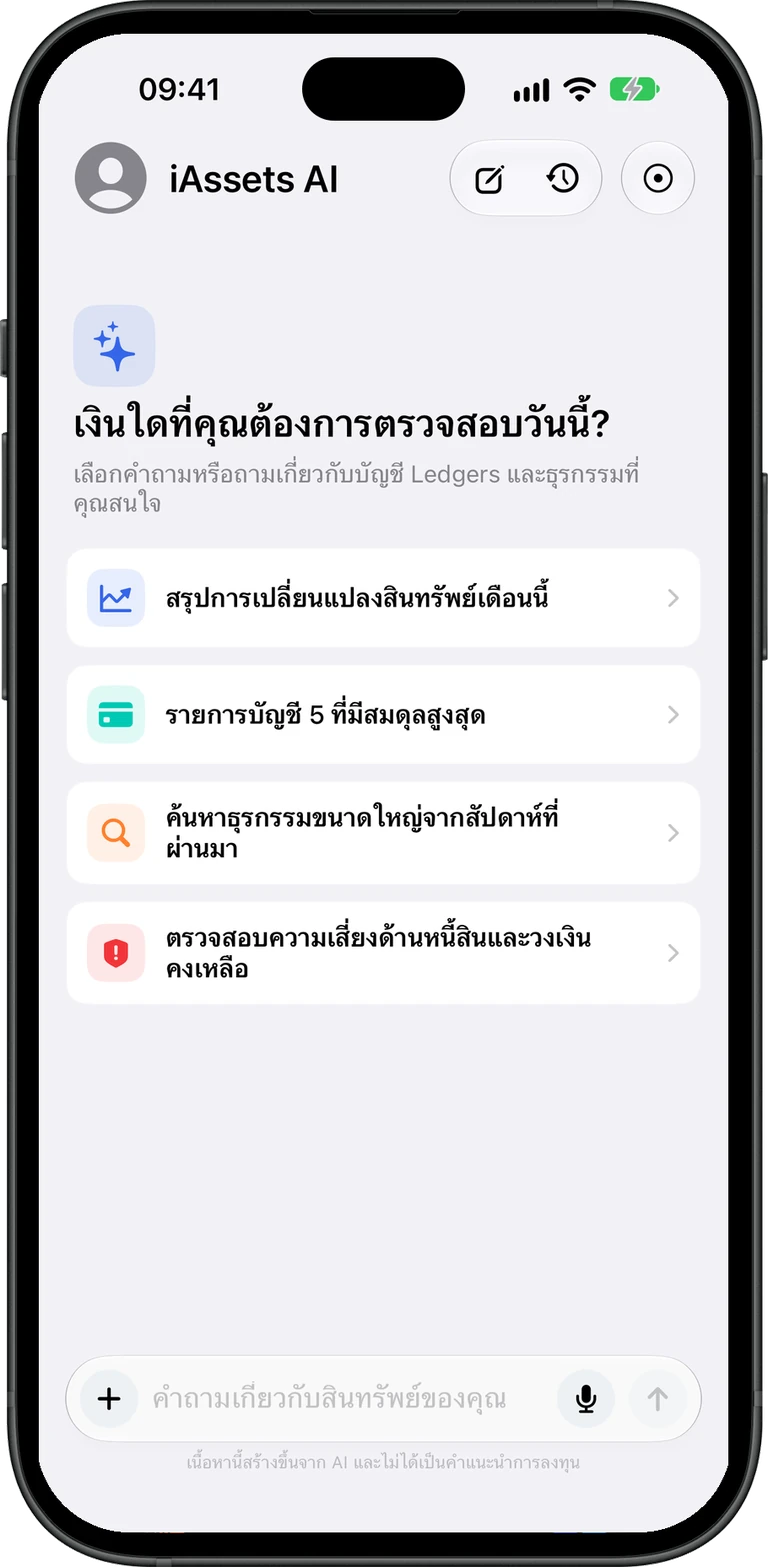 09:41
iAssets AI
เงินใดที่คุณต้องการตรวจสอบวันนี้?
เลือกคำถามหรือถามเกี่ยวกับบัญชี Ledgers และธุรกรรมที่
คุณสนใจ
สรุปการเปลี่ยนแปลงสินทรัพย์เดือนนี้
รายการบัญชี 5 ที่มีสมดุลสูงสุด
ค้นหาธุรกรรมขนาดใหญ่จากสัปดาห์ที่
ผ่านมา
ตรวจสอบความเสี่ยงด้านหนี้สินและวงเงิน
คงเหลือ
คำถามเกี่ยวกับสินทรัพย์ของคุณ
เนื้อหานี้สร้างขึ้นจาก AI และไม่ได้เป็นคำแนะนำการลงทุน